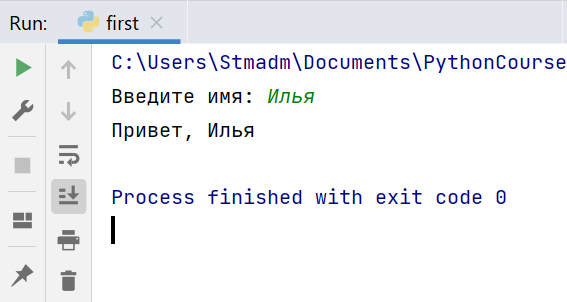 Run: first
C:\Users\Stmadm\Documents\PythonCourse
Введите имя: Илья
Привет, Илья
Process finished with exit code 0